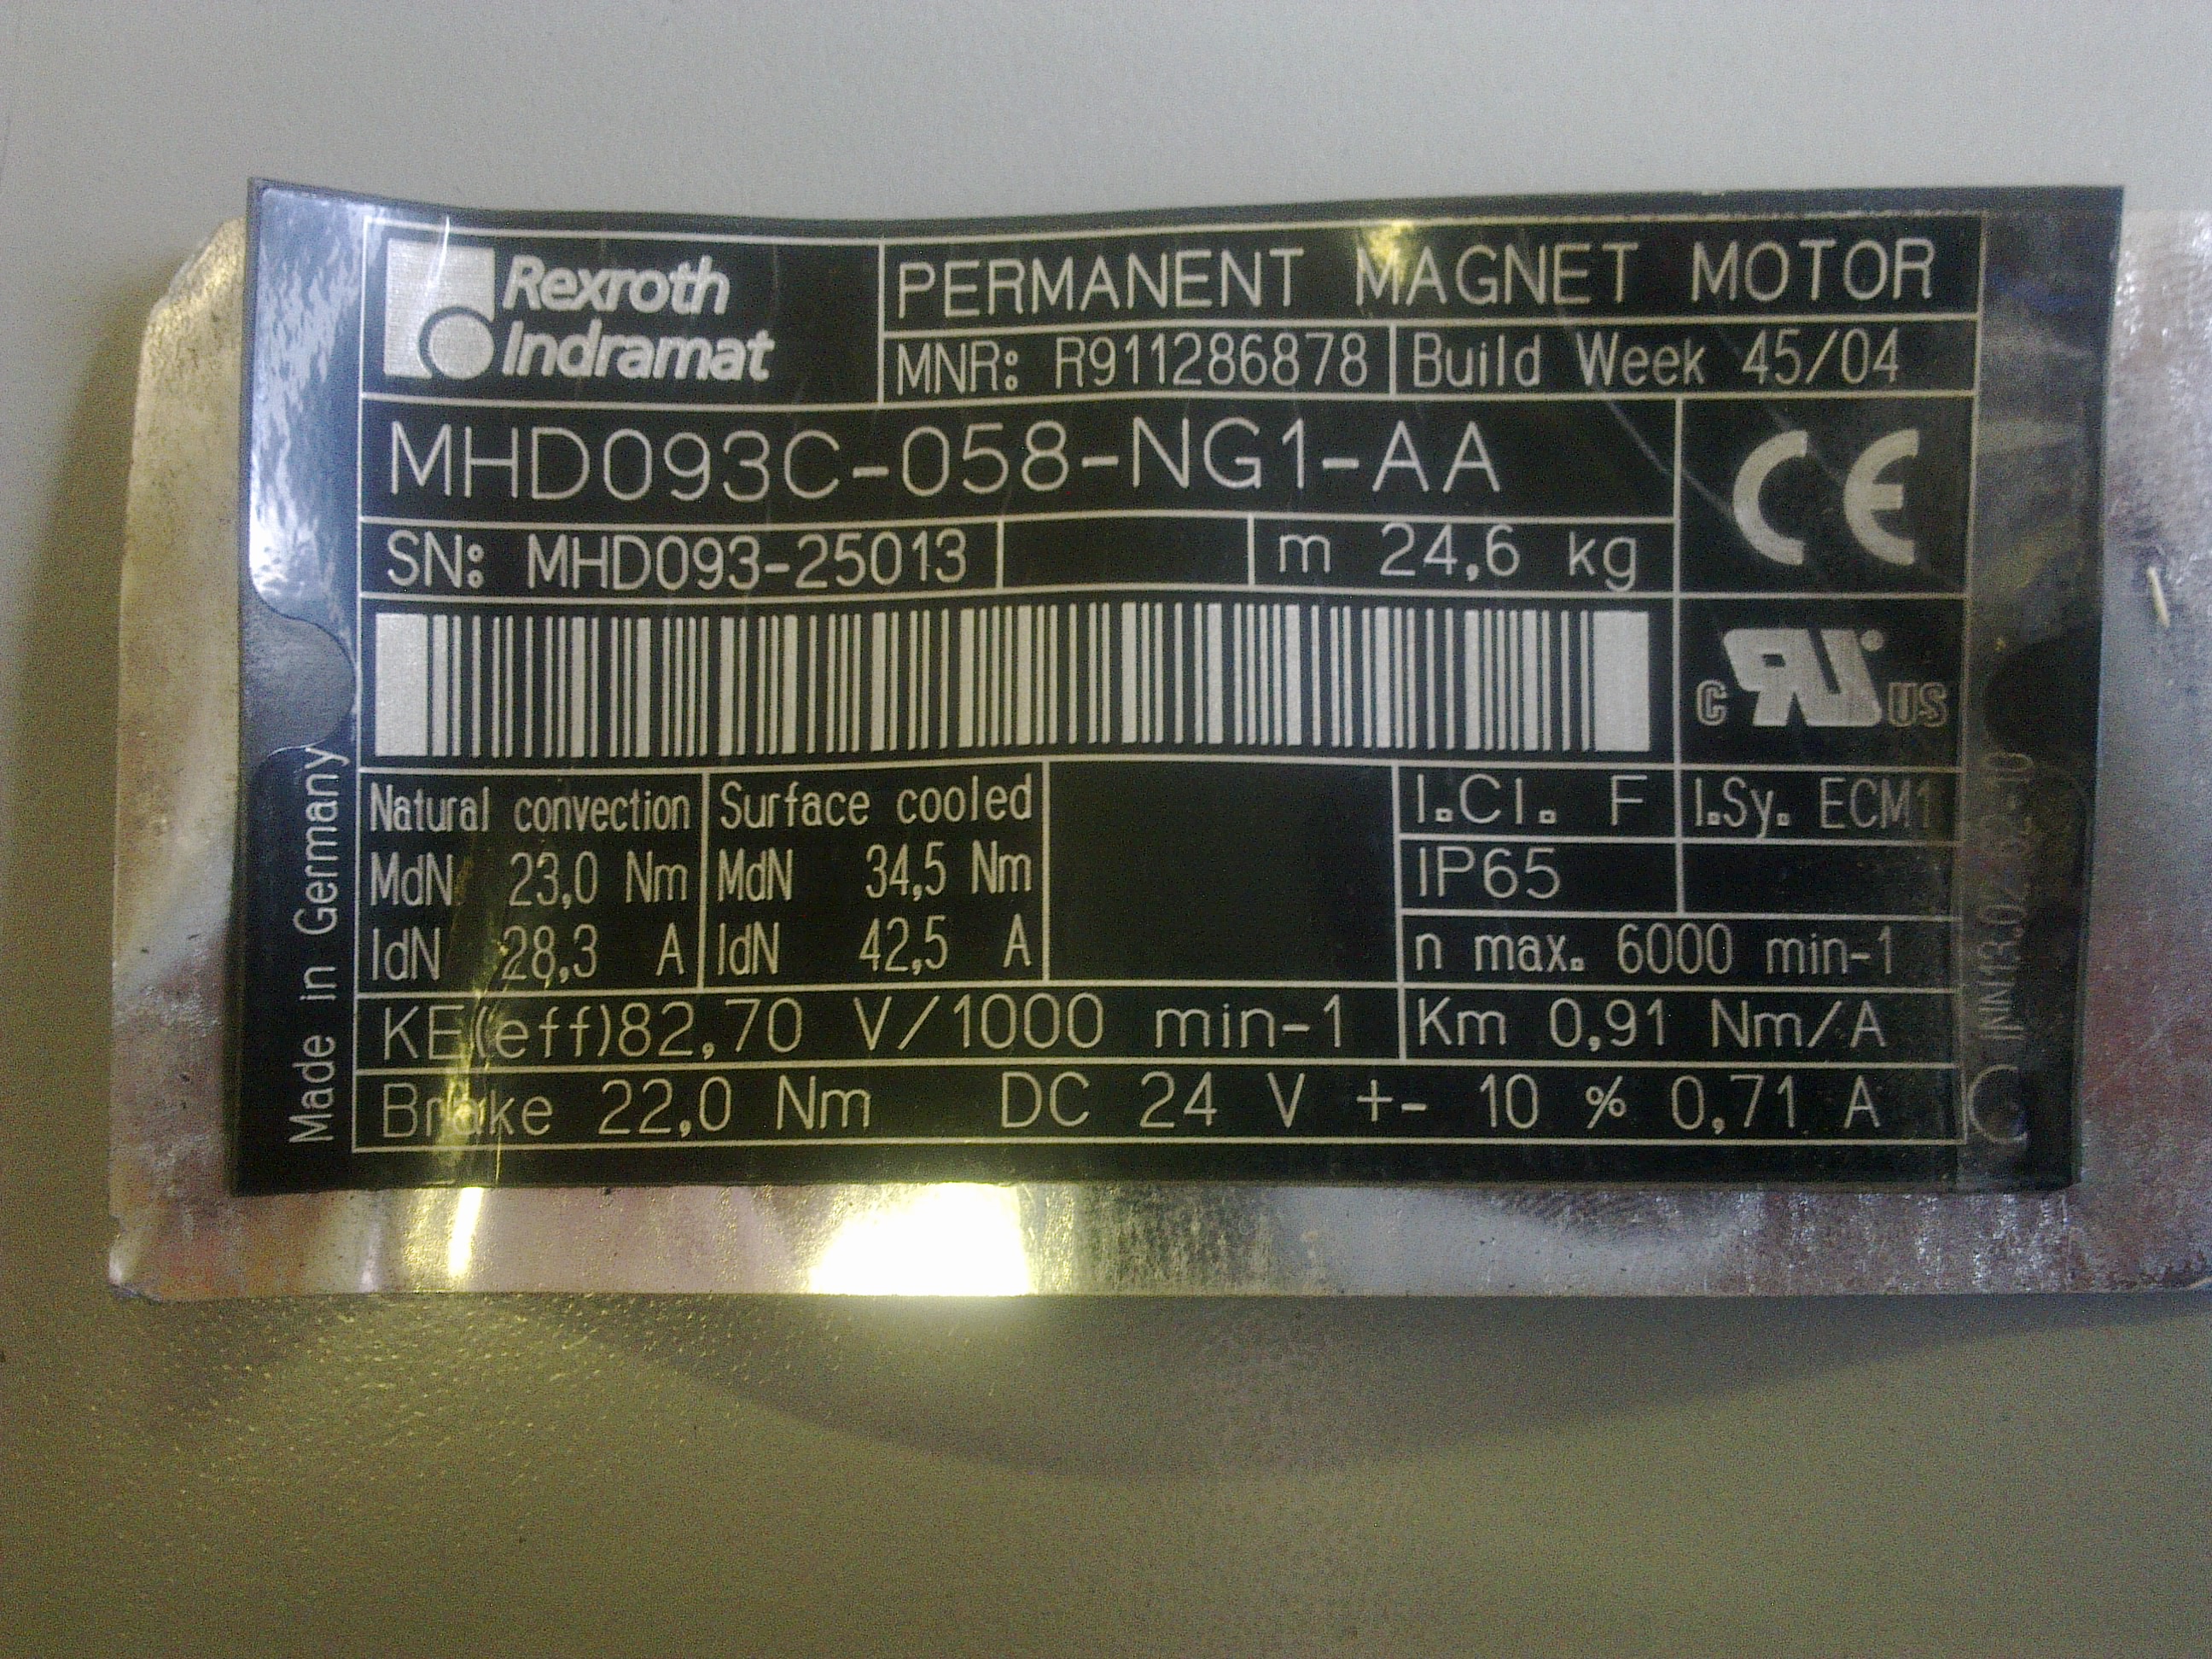 Rexroth
Indramat
PERMANENT MAGNET MOTOR
MNR: R911286878
Build Week 45/04
MHD093C-058-NG1-AA
CE
SN: MHD093-25013
m 24,6 kg
c RU US
Natural convection
MdN 23,0 Nm
IdN 28,3 A
Surface cooled
MdN 34,5 Nm
IdN 42,5 A
I.Cl. F
I.Sy. ECM1
IP65
n max. 6000 min-1
KE(eff)82,70 V/1000 min-1
Km 0,91 Nm/A
Brake 22,0 Nm DC 24 V +- 10 % 0,71 A
Made in Germany